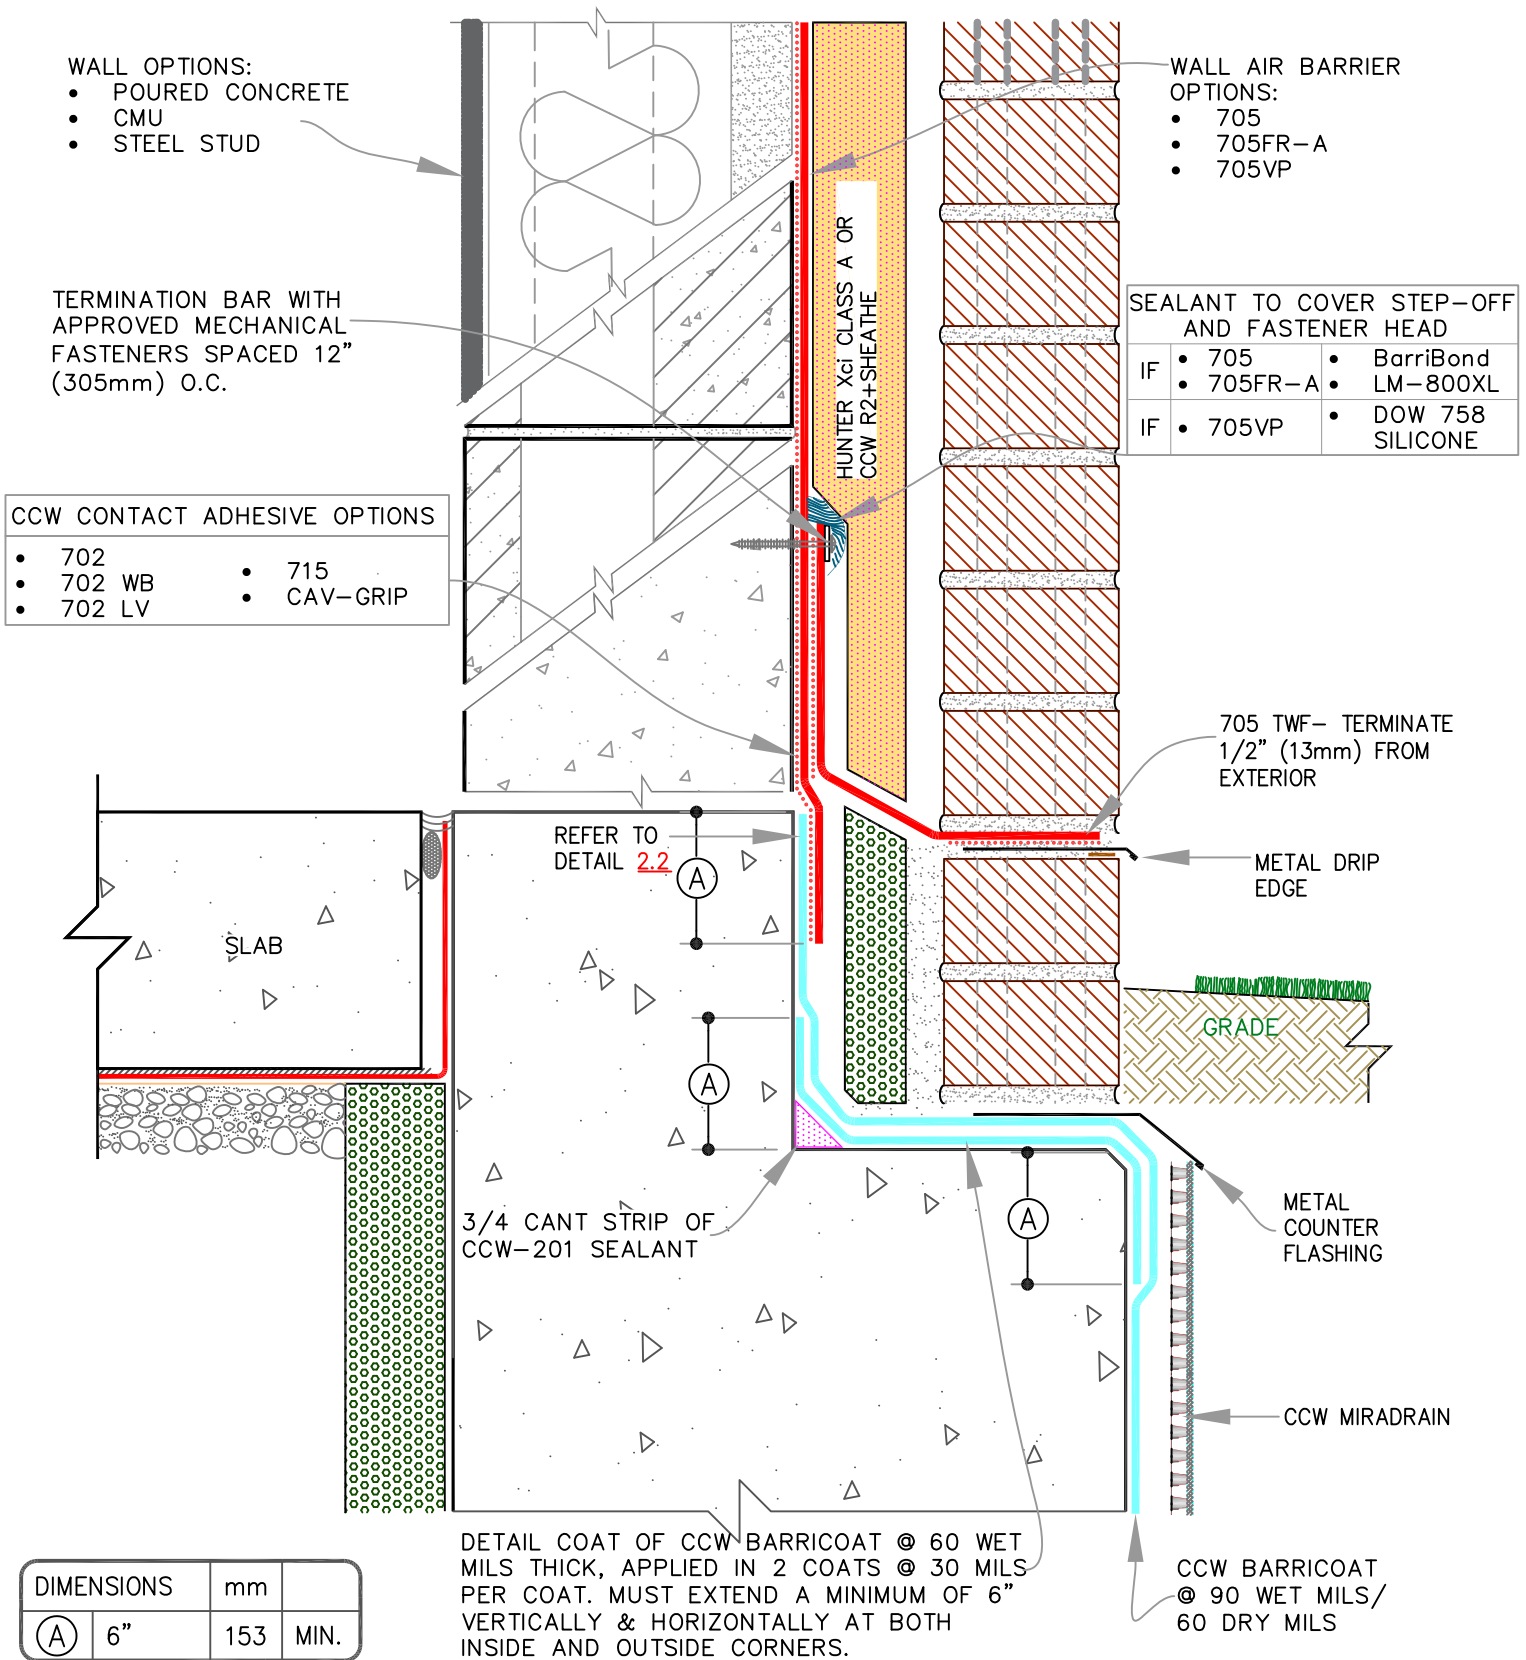 WALL OPTIONS:
• POURED CONCRETE
• CMU
• STEEL STUD
WALL AIR BARRIER
OPTIONS:
• 705
• 705FR-A
• 705VP
TERMINATION BAR WITH
APPROVED MECHANICAL
FASTENERS SPACED 12"
(305mm) O.C.
HUNTER Xci CLASS A OR
CCW R2+SHEATHE
SEALANT TO COVER STEP-OFF
AND FASTENER HEAD
IF • 705 • BarriBond
• 705FR-A • LM-800XL
IF • 705VP • DOW 758
SILICONE
CCW CONTACT ADHESIVE OPTIONS
• 702
• 702 WB
• 702 LV
• 715
• CAV-GRIP
705 TWF- TERMINATE
1/2" (13mm) FROM
EXTERIOR
REFER TO
DETAIL 2.2
A
METAL DRIP
EDGE
SLAB
GRADE
A
3/4 CANT STRIP OF
CCW-201 SEALANT
A
METAL
COUNTER
FLASHING
CCW MIRADRAIN
DETAIL COAT OF CCW BARRICOAT @ 60 WET
MILS THICK, APPLIED IN 2 COATS @ 30 MILS
PER COAT. MUST EXTEND A MINIMUM OF 6"
VERTICALLY & HORIZONTALLY AT BOTH
INSIDE AND OUTSIDE CORNERS.
CCW BARRICOAT
@ 90 WET MILS/
60 DRY MILS
DIMENSIONS mm
A 6" 153 MIN.